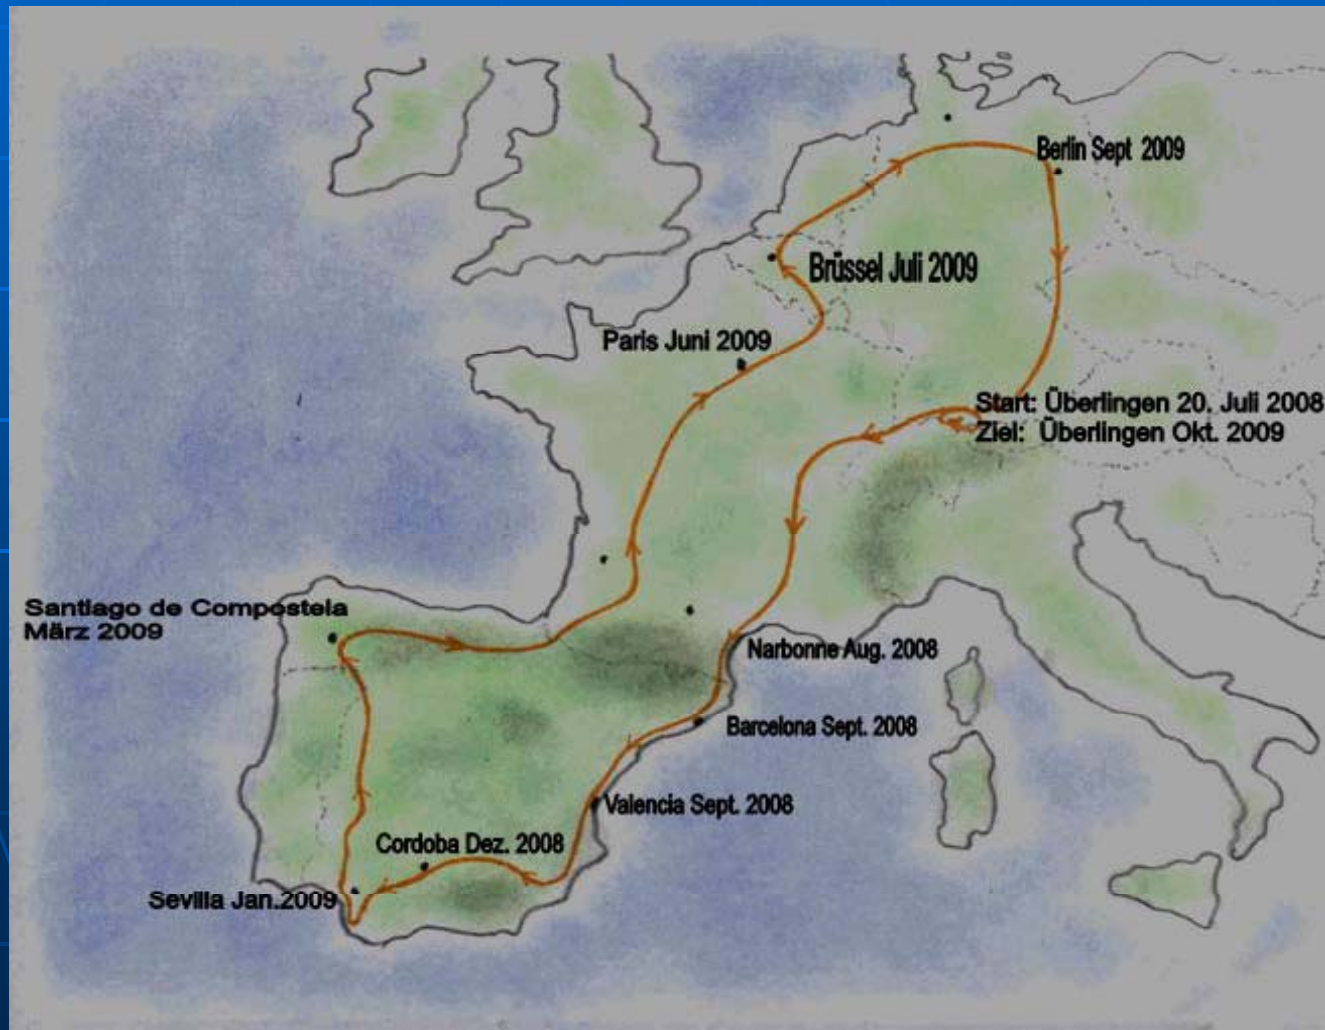 Berlin Sept 2009
Brüssel Juli 2009
Paris Juni 2009
Start: Überlingen 20. Juli 2008
Ziel: Überlingen Okt. 2009
Santiago de Compostela
März 2009
Narbonne Aug. 2008
Barcelona Sept. 2008
Valencia Sept. 2008
Cordoba Dez. 2008
Sevilla Jan.2009